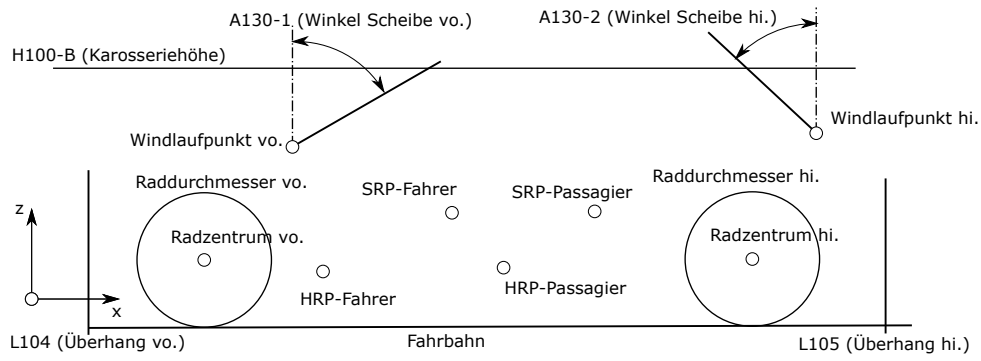 A130-1 (Winkel Scheibe vo.)
A130-2 (Winkel Scheibe hi.)
H100-B (Karosseriehöhe)
Windlaufpunkt vo.
Windlaufpunkt hi.
Raddurchmesser vo.
SRP-Fahrer
SRP-Passagier
Raddurchmesser hi.
z
Radzentrum vo.
Radzentrum hi.
HRP-Fahrer
HRP-Passagier
x
L104 (Überhang vo.)
Fahrbahn
L105 (Überhang hi.)